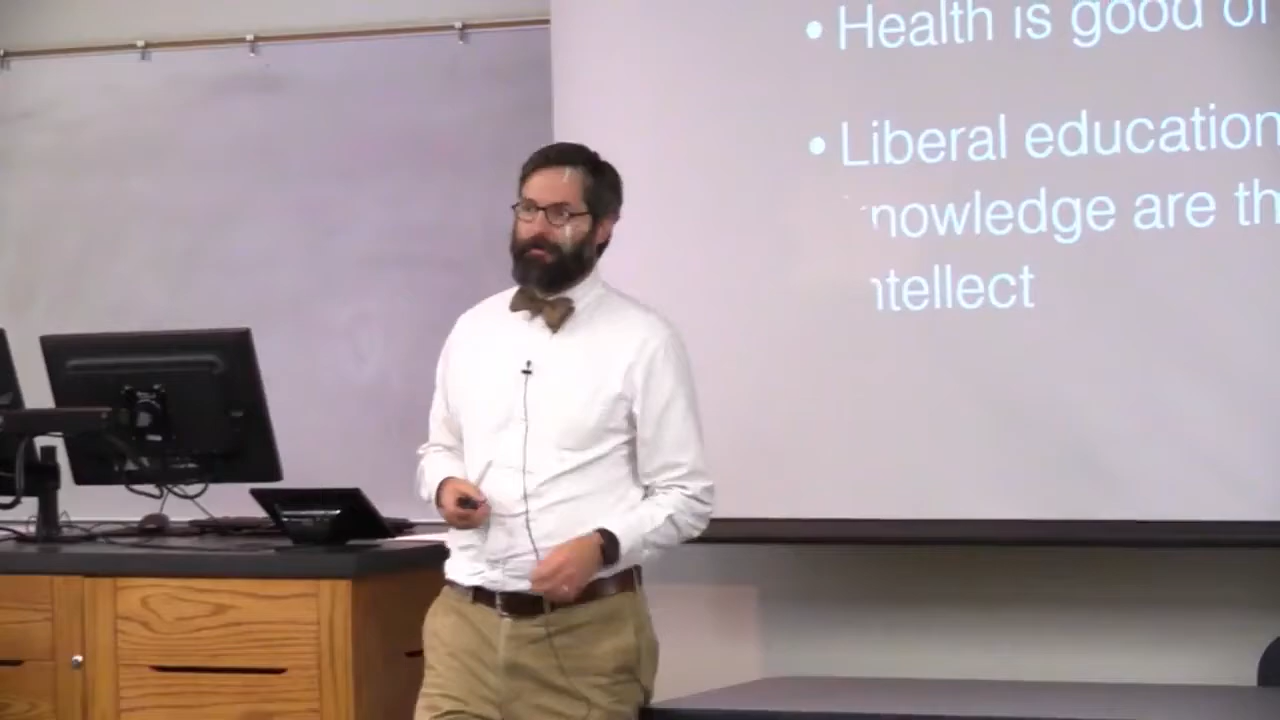 • Health is good of
• Liberal education
nowledge are th
ntellect